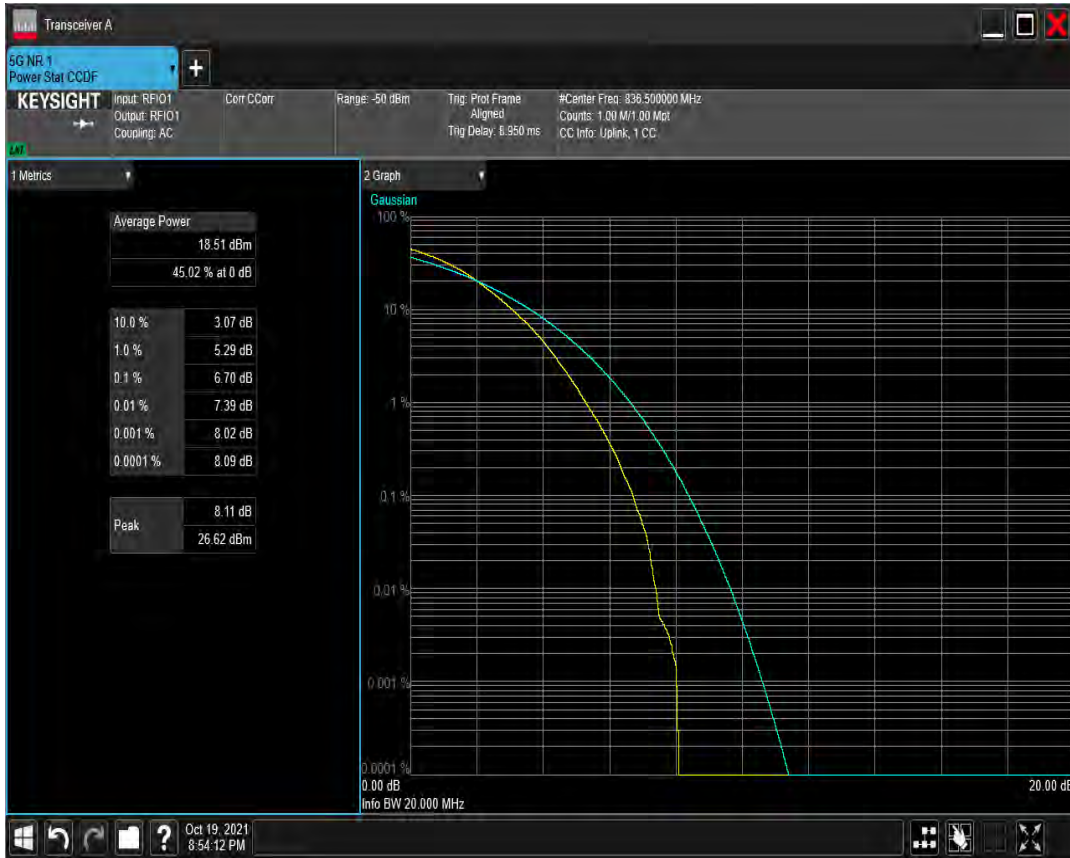 Transceiver A
5G NR 1
Power Stat CCDF
+
KEYSIGHT
Input: RFIO1
Output: RFIO1
Coupling: AC
Corr CCorr
Range: -50 dBm
Trig: Prot Frame
Aligned
Trig Delay: 8.950 ms
#Center Freq: 836.500000 MHz
Counts: 1.00 M/1.00 Mpt
CC Info: Uplink, 1 CC
1 Metrics
Average Power
18.51 dBm
45.02 % at 0 dB
10.0 % 3.07 dB
1.0 % 5.29 dB
0.1 % 6.70 dB
0.01 % 7.39 dB
0.001 % 8.02 dB
0.0001 % 8.09 dB
Peak 8.11 dB
26.62 dBm
2 Graph
Gaussian
100 %
10 %
1 %
0.1 %
0.01 %
0.001 %
0.0001 %
0.00 dB 20.00 dB
Info BW 20.000 MHz
?
Oct 19, 2021
8:54:12 PM